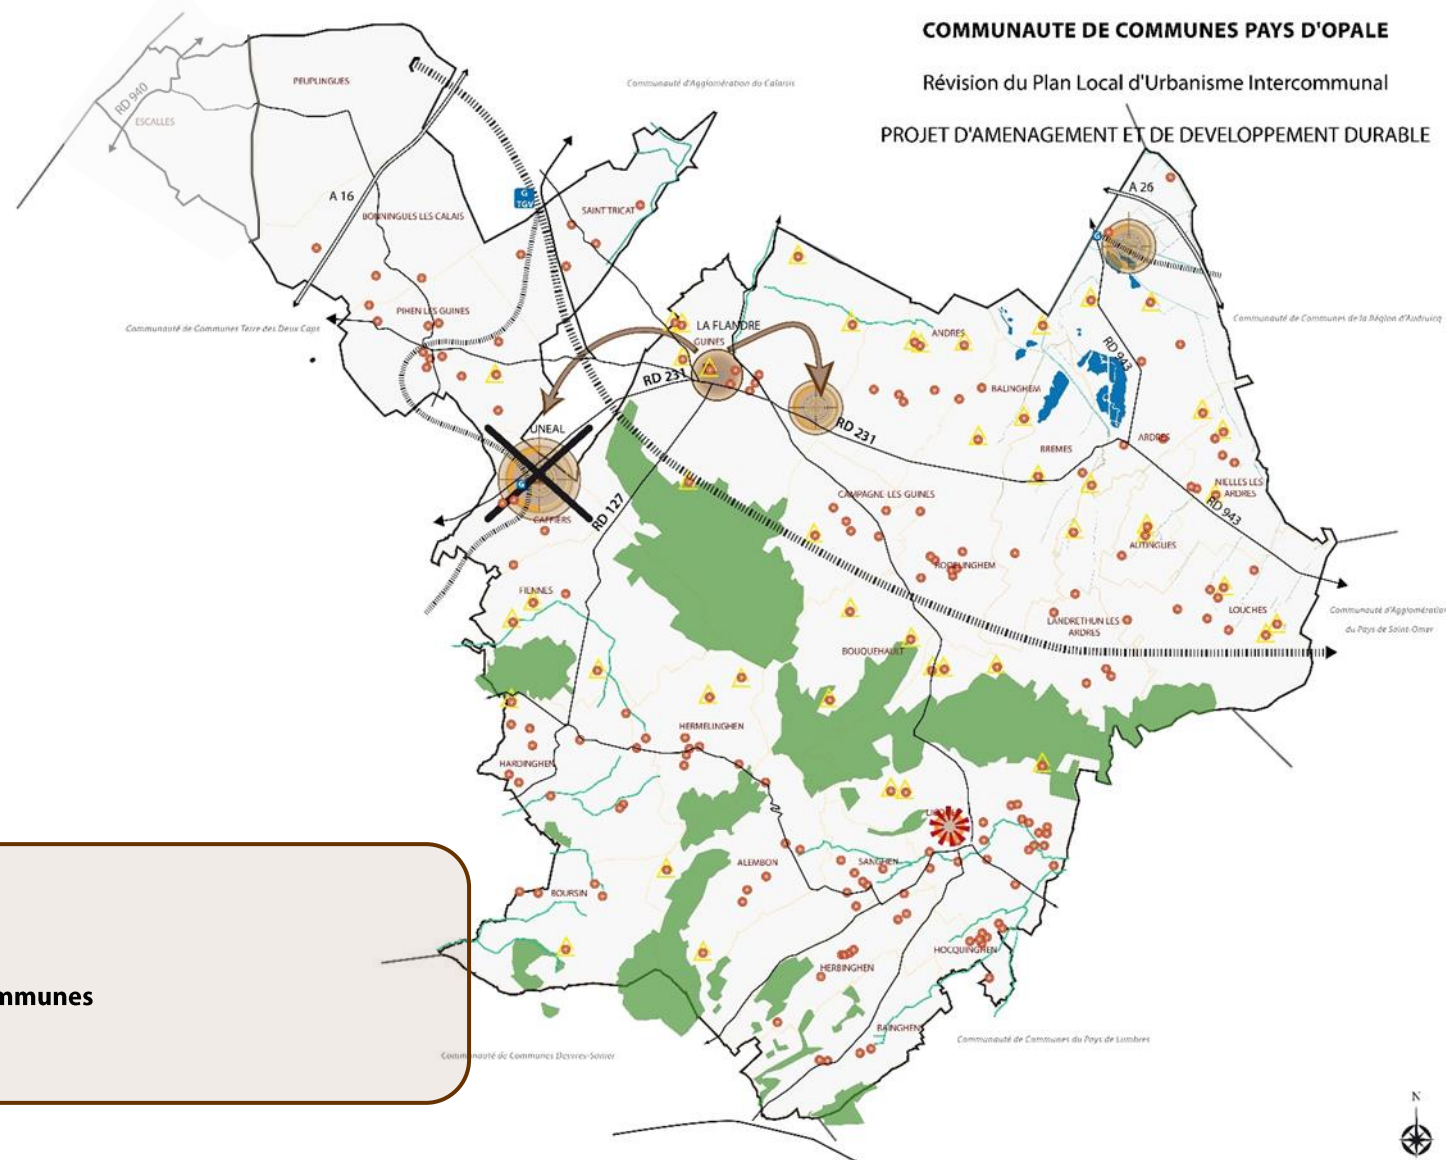 COMMUNAUTE DE COMMUNES PAYS D'OPALE
Révision du Plan Local d'Urbanisme Intercommunal
PROJET D'AMENAGEMENT ET DE DEVELOPPEMENT DURABLE
PEUPLINGUES
Communauté d'Agglomération du Calaisis
RD 940
ESCALLES
A 16
G
TGV
BONNINGUES LES CALAIS
SAINT TRICAT
A 26
G
PIHEN LES GUINES
Communauté de Communes Terre des Deux Caps
Communauté de Communes de la Région d'Audruicq
LA FLANDRE
GUINES
ANDRES
RD 943
RD 231
BALINGHEM
UNEAL
RD 231
ARDRES
BREMES
G
CAMPAGNE LES GUINES
NIELLES LES
ARDRES
RD 943
RD 127
CAFFIERS
AUTINGUES
RODELINGHEM
FIENNES
LANDRETHUN LES
ARDRES
LOUCHES
Communauté d'Agglomération
du Pays de Saint-Omer
BOUQUEHAULT
HERMELINGHEN
HARDINGHEN
ALEMBON
SANGHEN
BOURSIN
HOCQUINGHEN
HERBINGHEN
mmunes
BAINGHEN
Communauté de Communes du Pays de Lumbres
Communauté de Communes Desvres-Samer
N